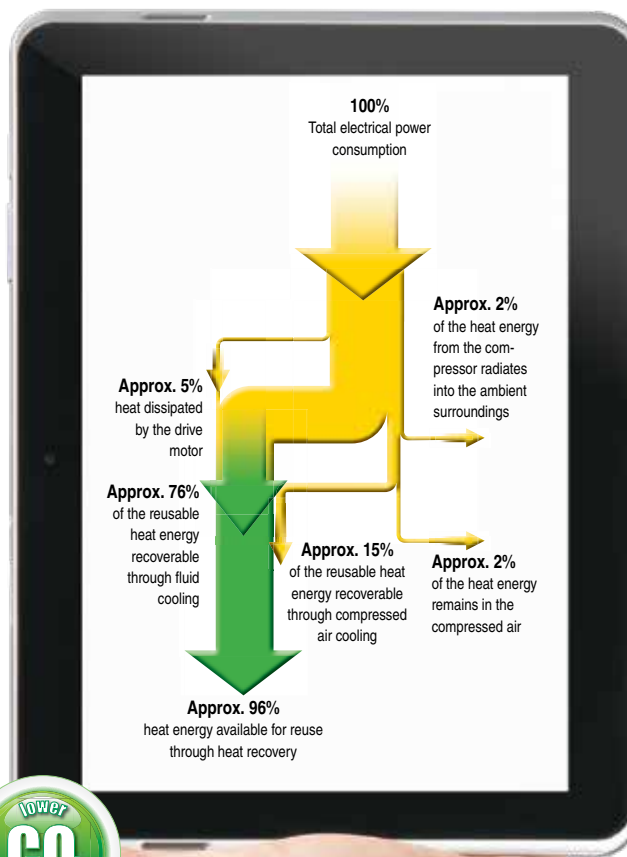 100%
Total electrical power
consumption
Approx. 2%
of the heat energy
from the com-
pressor radiates
into the ambient
surroundings
Approx. 5%
heat dissipated
by the drive
motor
Approx. 76%
of the reusable
heat energy
recoverable
through fluid
cooling
Approx. 15%
of the reusable heat
energy recoverable
through compressed
air cooling
Approx. 2%
of the heat energy
remains in the
compressed air
Approx. 96%
heat energy available for reuse
through heat recovery
lower
CO